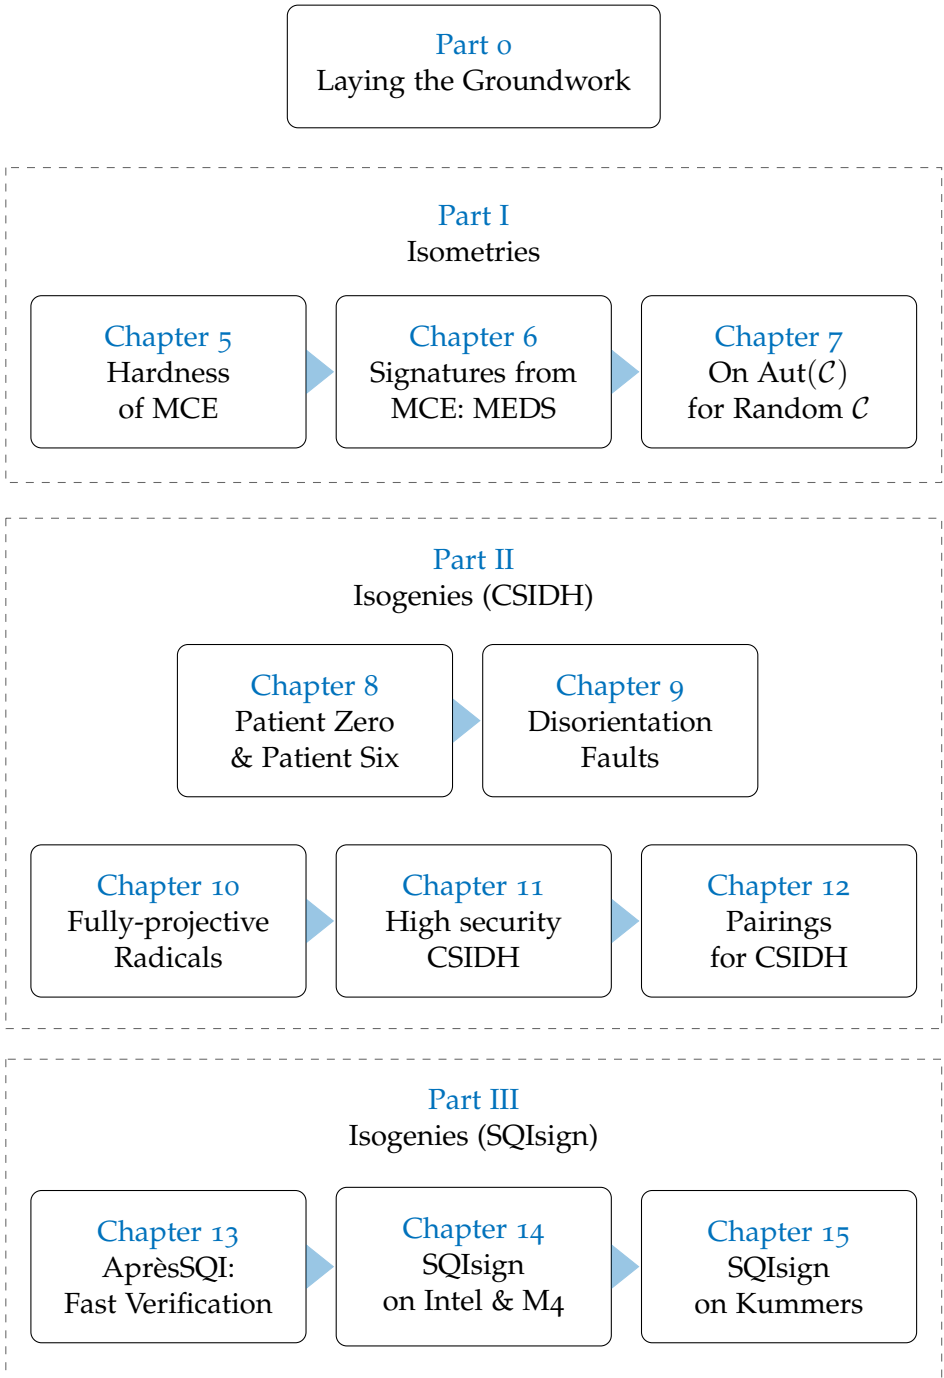 Part 0
Laying the Groundwork
Part I
Isometries
Chapter 5
Hardness
of MCE
Chapter 6
Signatures from
MCE: MEDS
Chapter 7
On Aut(𝒞)
for Random 𝒞
Part II
Isogenies (CSIDH)
Chapter 8
Patient Zero
& Patient Six
Chapter 9
Disorientation
Faults
Chapter 10
Fully-projective
Radicals
Chapter 11
High security
CSIDH
Chapter 12
Pairings
for CSIDH
Part III
Isogenies (SQIsign)
Chapter 13
AprèsSQI:
Fast Verification
Chapter 14
SQIsign
on Intel & M4
Chapter 15
SQIsign
on Kummers